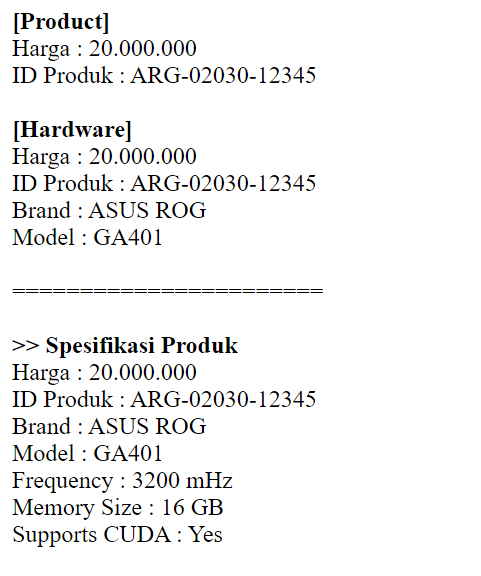 [Product]
Harga : 20.000.000
ID Produk : ARG-02030-12345
[Hardware]
Harga : 20.000.000
ID Produk : ARG-02030-12345
Brand : ASUS ROG
Model : GA401
=======================
>> Spesifikasi Produk
Harga : 20.000.000
ID Produk : ARG-02030-12345
Brand : ASUS ROG
Model : GA401
Frequency : 3200 mHz
Memory Size : 16 GB
Supports CUDA : Yes